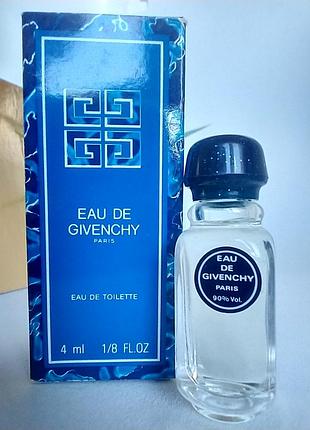 EAU DE
GIVENCHY
PARIS
EAU DE TOILETTE
4 ml 1/8 FL.OZ
EAU
DE
GIVENCHY
PARIS
90% Vol.